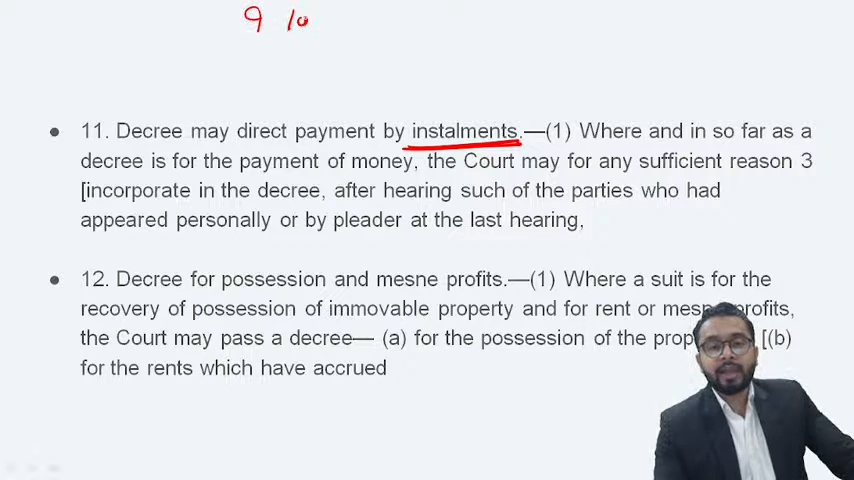 9 10
• 11. Decree may direct payment by instalments.—(1) Where and in so far as a
decree is for the payment of money, the Court may for any sufficient reason 3
[incorporate in the decree, after hearing such of the parties who had
appeared personally or by pleader at the last hearing,
• 12. Decree for possession and mesne profits.—(1) Where a suit is for the
recovery of possession of immovable property and for rent or profits,
the Court may pass a decree— (a) for the possession of the [(b)
for the rents which have accrued